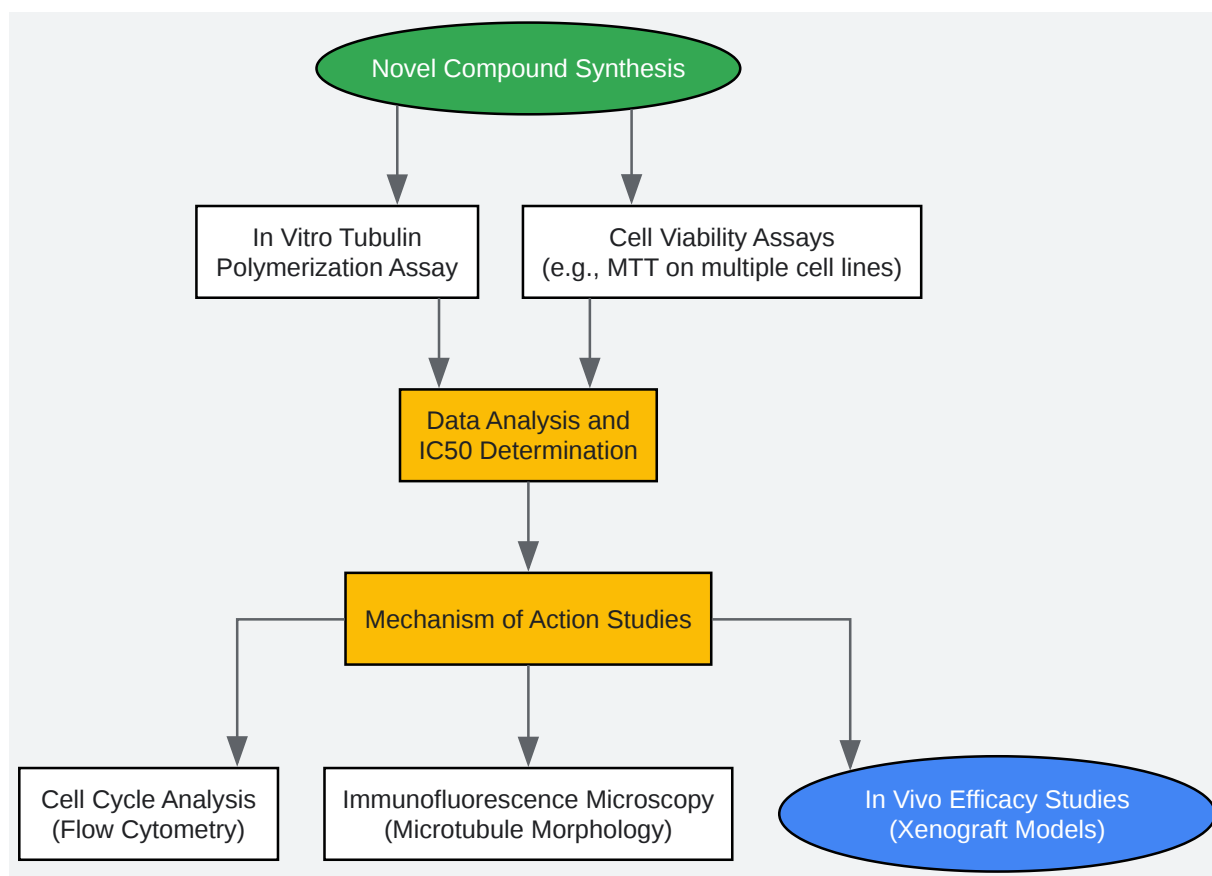 Novel Compound Synthesis
In Vitro Tubulin
Polymerization Assay
Cell Viability Assays
(e.g., MTT on multiple cell lines)
Data Analysis and
IC50 Determination
Mechanism of Action Studies
Cell Cycle Analysis
(Flow Cytometry)
Immunofluorescence Microscopy
(Microtubule Morphology)
In Vivo Efficacy Studies
(Xenograft Models)